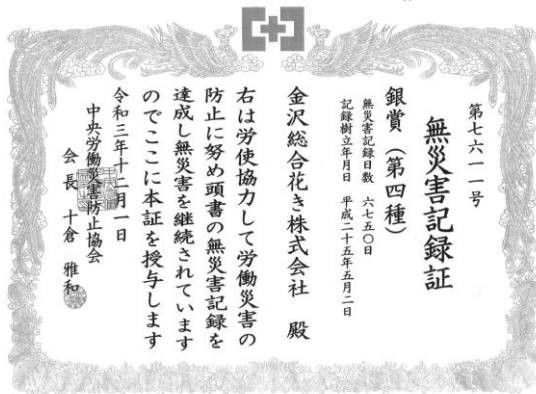 第七六一一号
無災害記録証
銀賞（第四種）
無災害記録日数　六七五〇日
記録樹立年月日　平成二十五年五月二日
金沢総合花き株式会社　殿
右は労使協力して労働災害の
防止に努め頭書の無災害記録を
達成し無災害を継続されています
のでここに本証を授与します
令和三年十二月一日
中央労働災害防止協会
会長　十倉　雅和